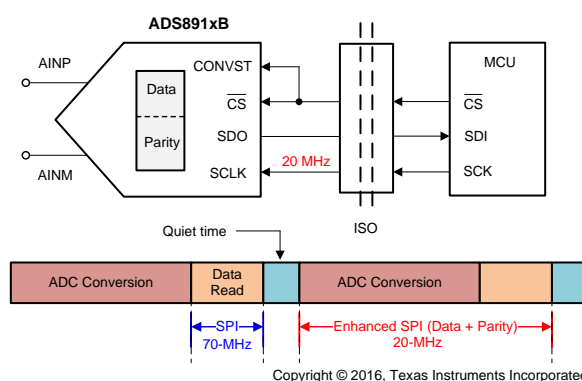 ADS891xB
AINP
AINM
Data
Parity
CONVST
CS
SDO
SCLK
20 MHz
ISO
MCU
CS
SDI
SCK
Quiet time
ADC Conversion
Data
Read
ADC Conversion
SPI
70-MHz
Enhanced SPI (Data + Parity)
20-MHz
Copyright © 2016, Texas Instruments Incorporated